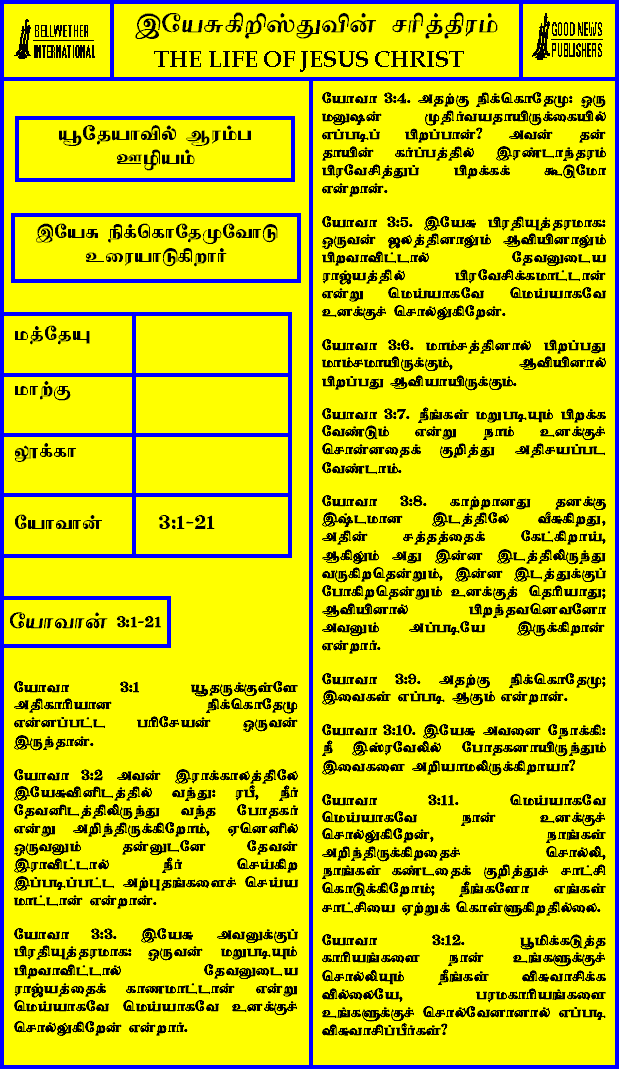 BELLWETHER
INTERNATIONAL
இயேசுகிறிஸ்துவின் சரித்திரம்
THE LIFE OF JESUS CHRIST
GOOD NEWS
PUBLISHERS
யூதேயாவில் ஆரம்ப
ஊழியம்
இயேசு நிக்கொதேமுவோடு
உரையாடுகிறார்
மத்தேயு
மாற்கு
லூக்கா
யோவான் 3:1-21
யோவான் 3:1-21
யோவா 3:1 யூதருக்குள்ளே
அதிகாரியான நிக்கொதேமு
என்னப்பட்ட பரிசேயன் ஒருவன்
இருந்தான்.
யோவா 3:2 அவன் இராக்காலத்திலே
இயேசுவினிடத்தில் வந்து: ரபீ, நீர்
தேவனிடத்திலிருந்து வந்த போதகர்
என்று அறிந்திருக்கிறோம், ஏனெனில்
ஒருவனும் தன்னுடனே தேவன்
இராவிட்டால் நீர் செய்கிற
இப்படிப்பட்ட அற்புதங்களைச் செய்ய
மாட்டான் என்றான்.
யோவா 3:3. இயேசு அவனுக்குப்
பிரதியுத்தரமாக: ஒருவன் மறுபடியும்
பிறவாவிட்டால் தேவனுடைய
ராஜ்யத்தைக் காணமாட்டான் என்று
மெய்யாகவே மெய்யாகவே உனக்குச்
சொல்லுகிறேன் என்றார்.
யோவா 3:4. அதற்கு நிக்கொதேமு: ஒரு
மனுஷன் முதிர்வயதாயிருக்கையில்
எப்படிப் பிறப்பான்? அவன் தன்
தாயின் கர்ப்பத்தில் இரண்டாந்தரம்
பிரவேசித்துப் பிறக்கக் கூடுமோ
என்றான்.
யோவா 3:5. இயேசு பிரதியுத்தரமாக:
ஒருவன் ஜலத்தினாலும் ஆவியினாலும்
பிறவாவிட்டால் தேவனுடைய
ராஜ்யத்தில் பிரவேசிக்கமாட்டான்
என்று மெய்யாகவே மெய்யாகவே
உனக்குச் சொல்லுகிறேன்.
யோவா 3:6. மாம்சத்தினால் பிறப்பது
மாம்சமாயிருக்கும், ஆவியினால்
பிறப்பது ஆவியாயிருக்கும்.
யோவா 3:7. நீங்கள் மறுபடியும் பிறக்க
வேண்டும் என்று நாம் உனக்குச்
சொன்னதைக் குறித்து அதிசயப்பட
வேண்டாம்.
யோவா 3:8. காற்றானது தனக்கு
இஷ்டமான இடத்திலே வீசுகிறது,
அதின் சத்தத்தைக் கேட்கிறாய்,
ஆகிலும் அது இன்ன இடத்திலிருந்து
வருகிறதென்றும், இன்ன இடத்துக்குப்
போகிறதென்றும் உனக்குத் தெரியாது;
ஆவியினால் பிறந்தவனெவனோ
அவனும் அப்படியே இருக்கிறான்
என்றார்.
யோவா 3:9. அதற்கு நிக்கொதேமு;
இவைகள் எப்படி ஆகும் என்றான்.
யோவா 3:10. இயேசு அவனை நோக்கி:
நீ இஸ்ரவேலில் போதகனாயிருந்தும்
இவைகளை அறியாமலிருக்கிறாயா?
யோவா 3:11. மெய்யாகவே
மெய்யாகவே நான் உனக்குச்
சொல்லுகிறேன், நாங்கள்
அறிந்திருக்கிறதைச் சொல்லி,
நாங்கள் கண்டதைக் குறித்துச் சாட்சி
கொடுக்கிறோம்; நீங்களோ எங்கள்
சாட்சியை ஏற்றுக் கொள்ளுகிறதில்லை.
யோவா 3:12. பூமிக்கடுத்த
காரியங்களை நான் உங்களுக்குச்
சொல்லியும் நீங்கள் விசுவாசிக்க
வில்லையே, பரமகாரியங்களை
உங்களுக்குச் சொல்வேனானால் எப்படி
விசுவாசிப்பீர்கள்?